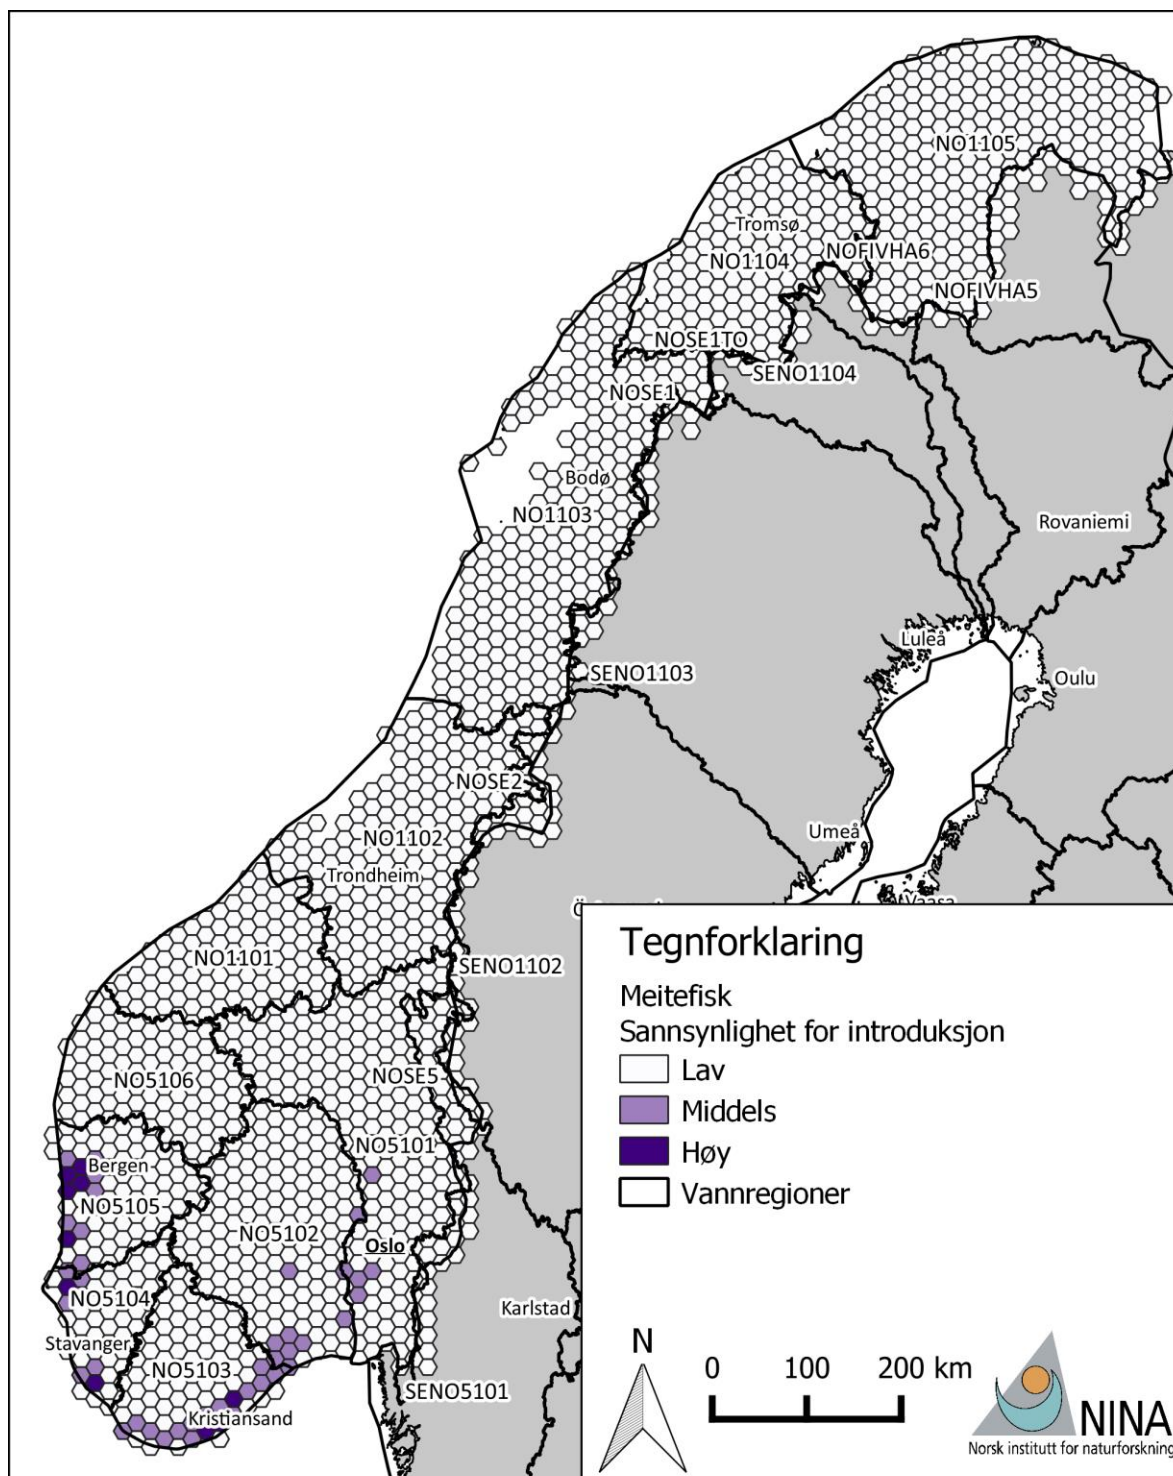 NO1105
Tromsø
NOFIVHA6
NO1104
NOFIVHA5
NOSE1TO
SENO1104
NOSE1
Bodø
NO1103
Rovaniemi
Luleå
SENO1103
Oulu
NOSE2
Umeå
NO1102
Trondheim
Vaasa
NO1101
SENO1102
NO5106
NOSE5
NO5101
Bergen
NO5105
NO5102
Oslo
NO5104
Karlstad
Stavanger
NO5103
SENO5101
Kristiansand
Tegnforklaring
Meitefisk
Sannsynlighet for introduksjon
Lav
Middels
Høy
Vannregioner
N
0 100 200 km
NINA
Norsk institutt for naturforskning